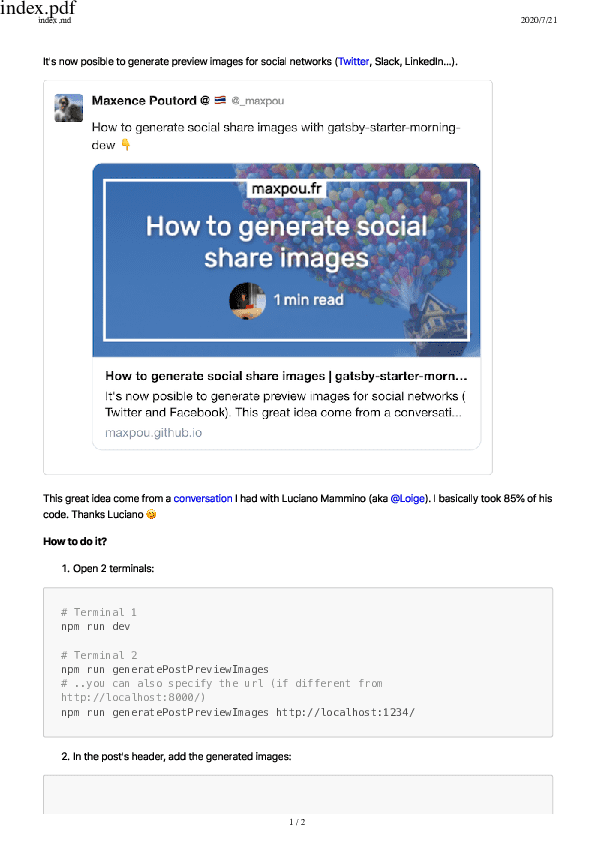 index.pdf
index.md
2020/7/21
It's now posible to generate preview images for social networks (Twitter, Slack, LinkedIn...).
Maxence Poutord @ 🇹🇭 @_maxpou
How to generate social share images with gatsby-starter-morning-
dew 👇
maxpou.fr
How to generate social
share images
1 min read
How to generate social share images | gatsby-starter-morn...
It's now posible to generate preview images for social networks (
Twitter and Facebook). This great idea come from a conversati...
maxpou.github.io
This great idea come from a conversation I had with Luciano Mammino (aka @Loige). I basically took 85% of his
code. Thanks Luciano 😘
How to do it?
1. Open 2 terminals:
# Terminal 1
npm run dev
# Terminal 2
npm run generatePostPreviewImages
# ..you can also specify the url (if different from
http://localhost:8000/)
npm run generatePostPreviewImages http://localhost:1234/
2. In the post's header, add the generated images:
1 / 2